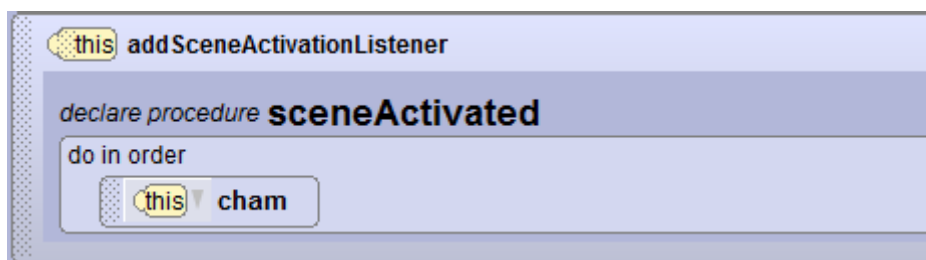 this addSceneActivationListener
declare procedure sceneActivated
do in order
this cham